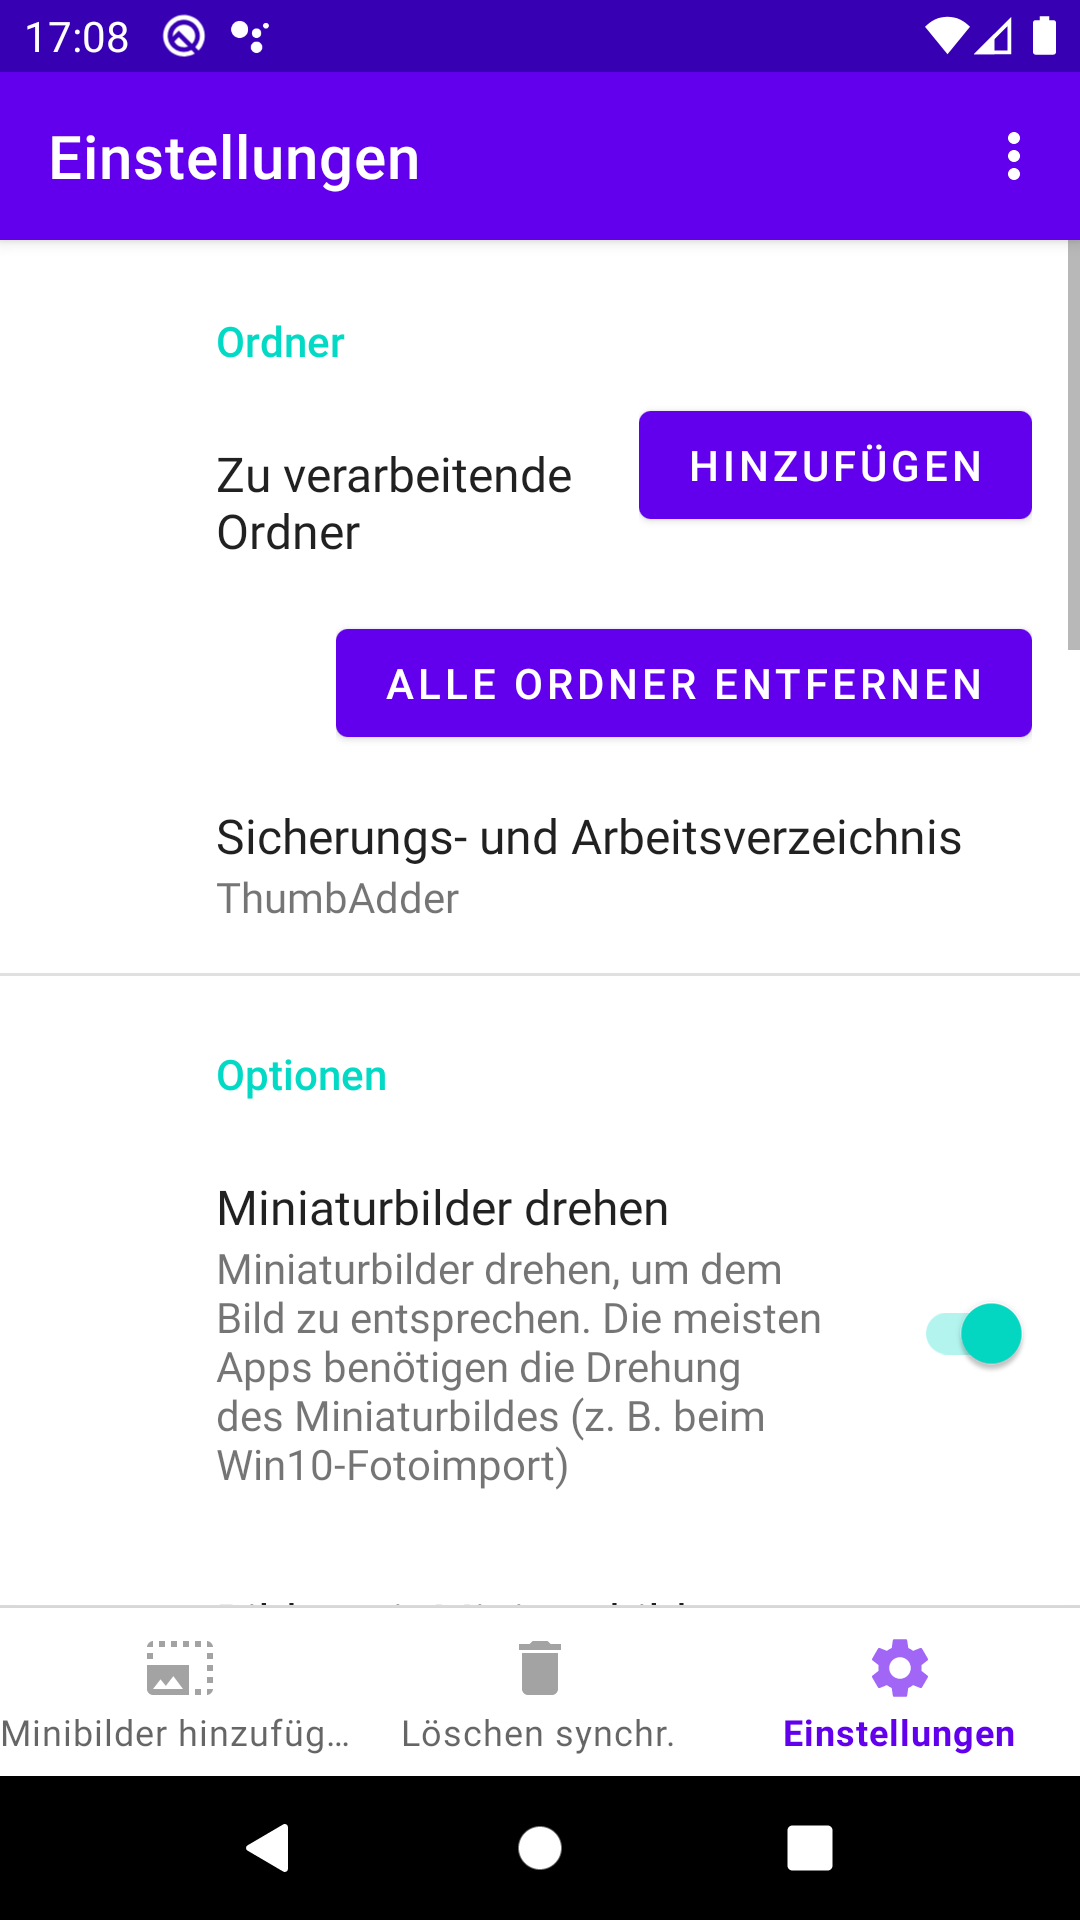 17:08
Einstellungen
Ordner
Zu verarbeitende
Ordner
HINZUFÜGEN
ALLE ORDNER ENTFERNEN
Sicherungs- und Arbeitsverzeichnis
ThumbAdder
Optionen
Miniaturbilder drehen
Miniaturbilder drehen, um dem
Bild zu entsprechen. Die meisten
Apps benötigen die Drehung
des Miniaturbildes (z. B. beim
Win10-Fotoimport)
Minibilder hinzufüg…
Löschen synchr.
Einstellungen